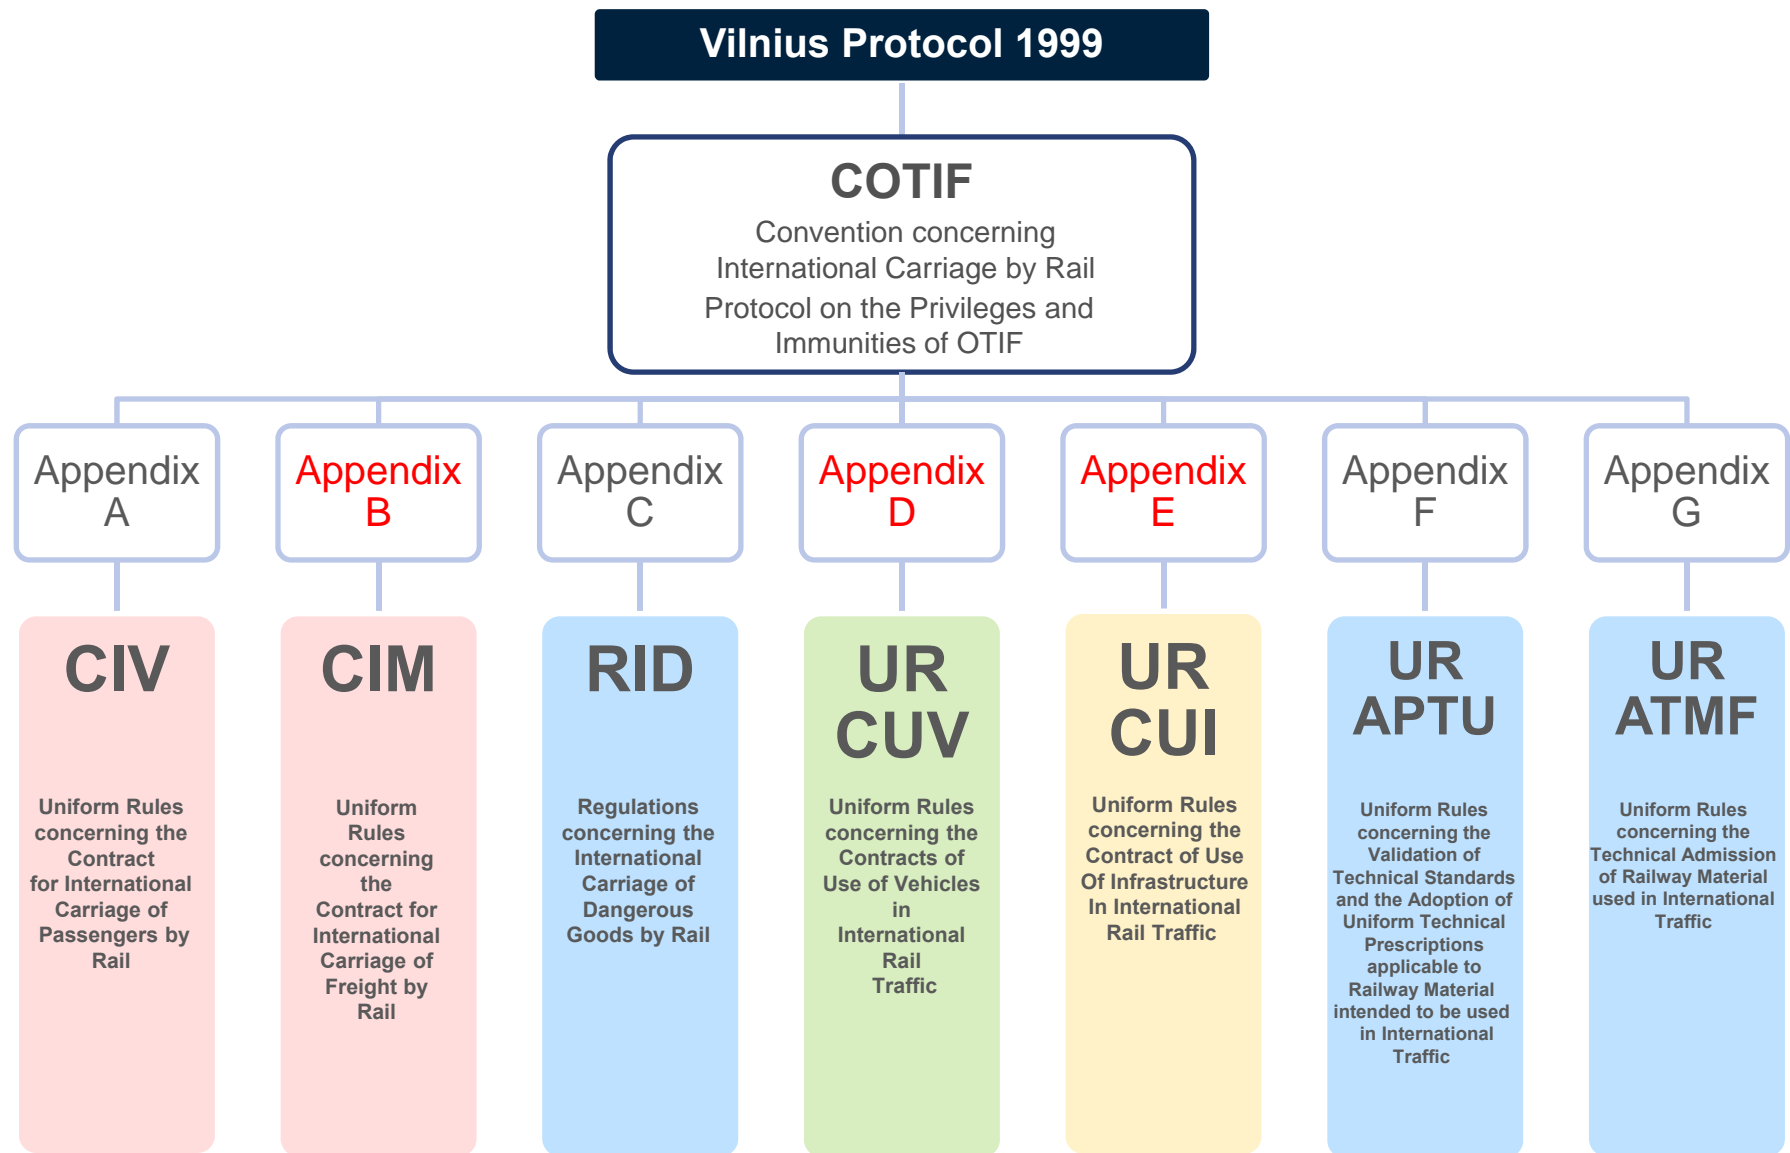 Vilnius Protocol 1999
COTIF
Convention concerning
International Carriage by Rail
Protocol on the Privileges and
Immunities of OTIF
Appendix
A
Appendix
B
Appendix
C
Appendix
D
Appendix
E
Appendix
F
Appendix
G
CIV
Uniform Rules
concerning the
Contract
for International
Carriage of
Passengers by
Rail
CIM
Uniform
Rules
concerning
the
Contract for
International
Carriage of
Freight by
Rail
RID
Regulations
concerning the
International
Carriage of
Dangerous
Goods by Rail
UR
CUV
Uniform Rules
concerning the
Contracts of
Use of Vehicles
in
International
Rail
Traffic
UR
CUI
Uniform Rules
concerning the
Contract of Use
Of Infrastructure
In International
Rail Traffic
UR
APTU
Uniform Rules
concerning the
Validation of
Technical Standards
and the Adoption of
Uniform Technical
Prescriptions
applicable to
Railway Material
intended to be used
in International
Traffic
UR
ATMF
Uniform Rules
concerning the
Technical Admission
of Railway Material
used in International
Traffic